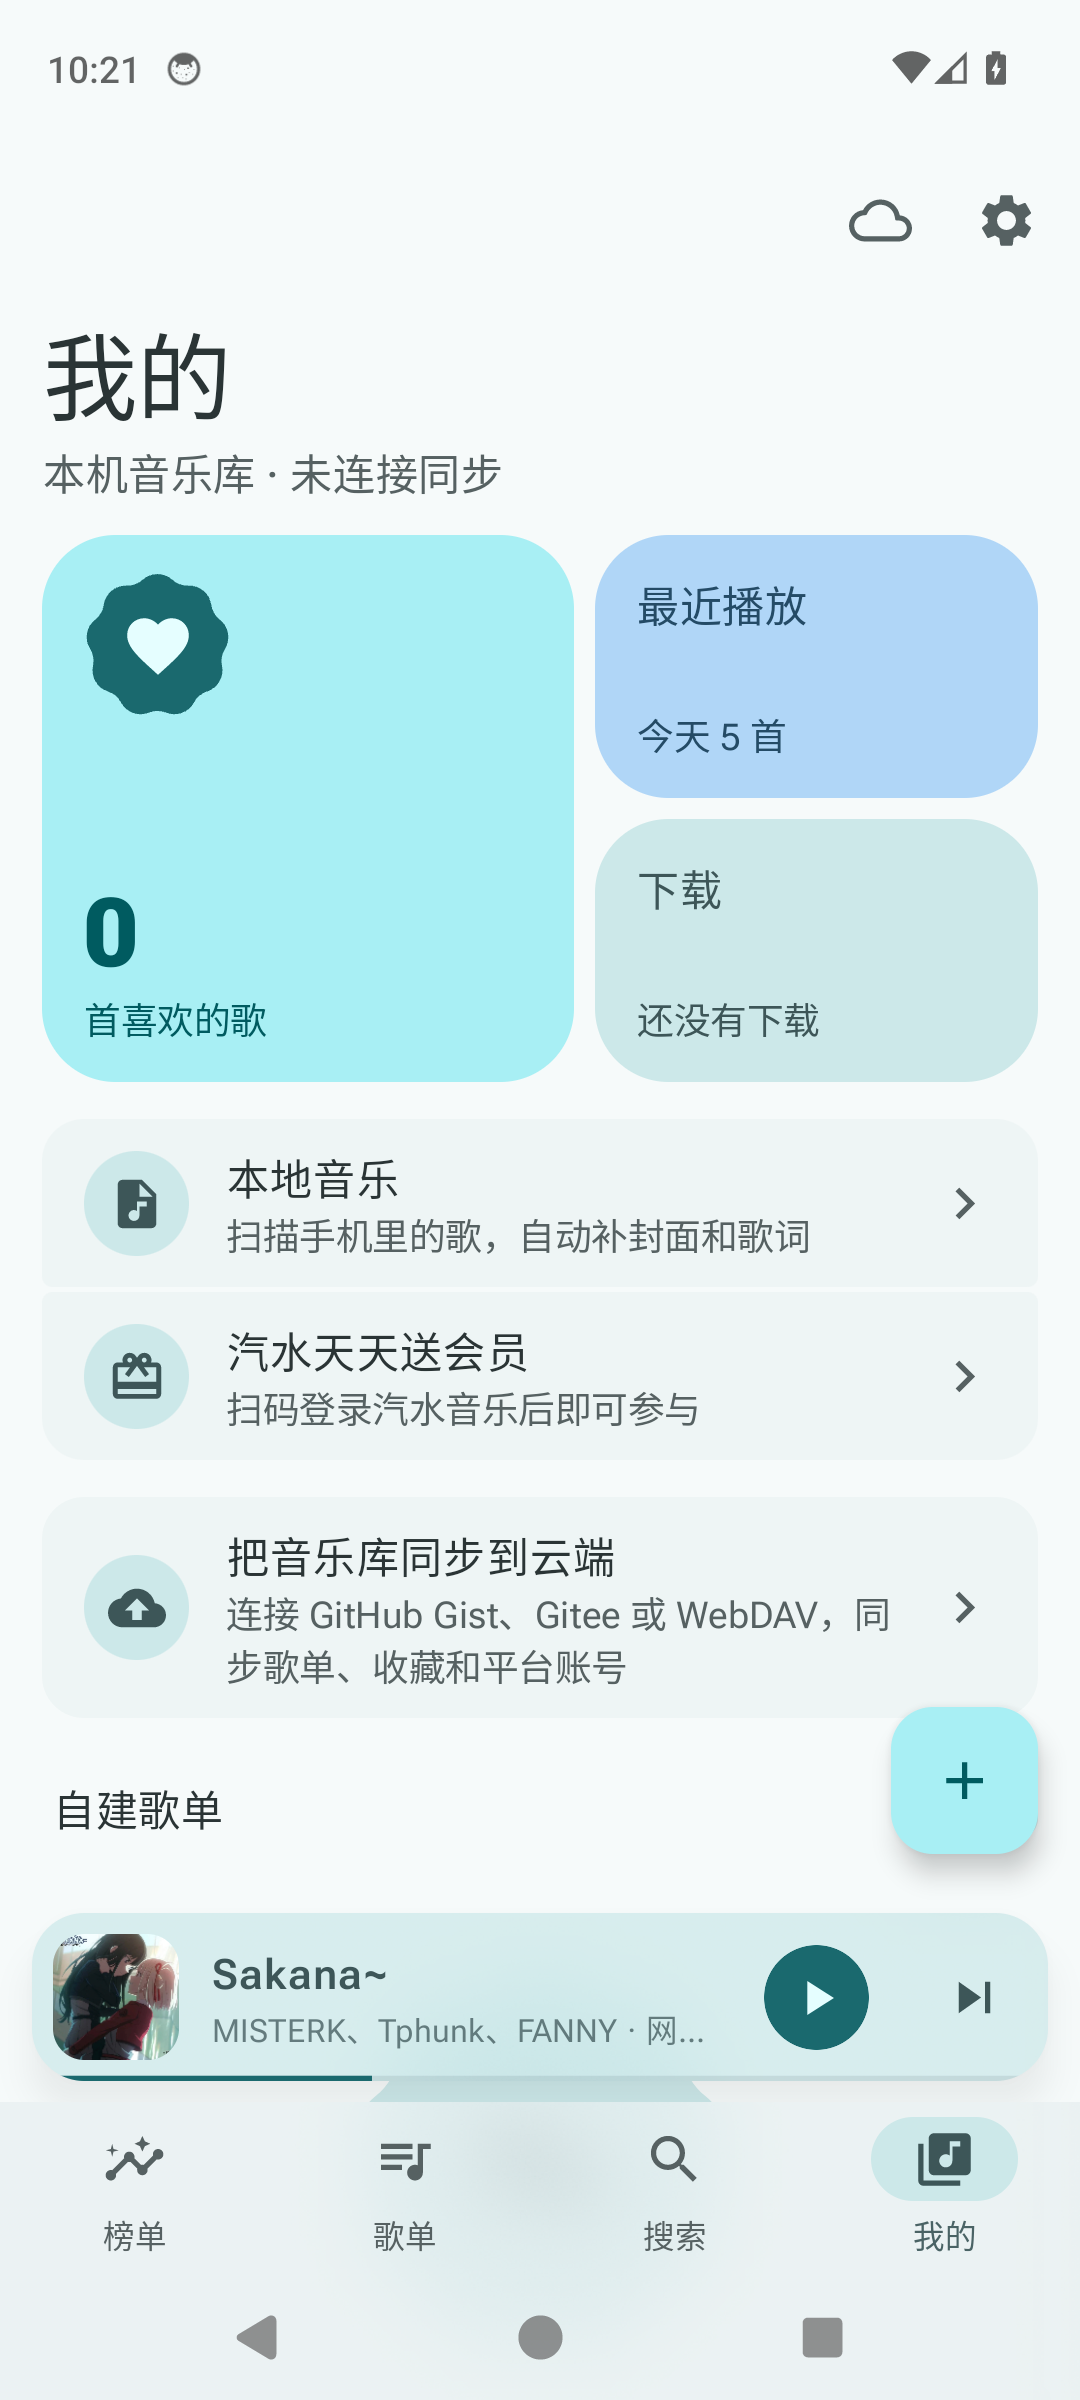 10:21
我的
本机音乐库 · 未连接同步
0
首喜欢的歌
最近播放
今天 5 首
下载
还没有下载
本地音乐
扫描手机里的歌，自动补封面和歌词
汽水天天送会员
扫码登录汽水音乐后即可参与
把音乐库同步到云端
连接 GitHub Gist、Gitee 或 WebDAV，同
步歌单、收藏和平台账号
自建歌单
Sakana~
MISTERK、Tphunk、FANNY · 网...
榜单
歌单
搜索
我的